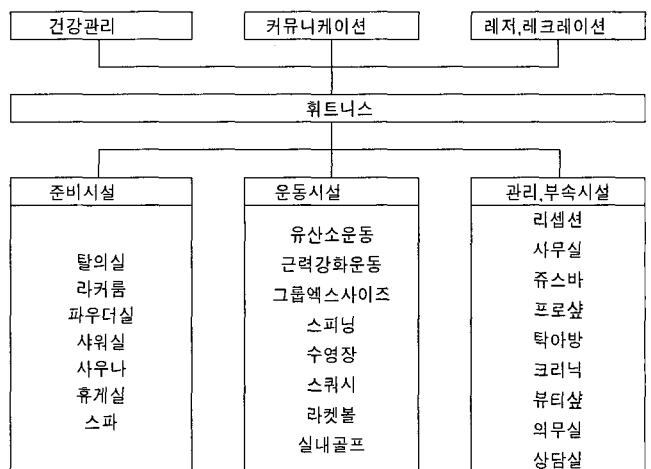 건강관리
커뮤니케이션
레저,레크레이션
휘트니스
준비시설
탈의실
라커룸
파우더실
샤워실
사우나
휴게실
스파
운동시설
유산소운동
근력강화운동
그룹엑스사이즈
스피닝
수영장
스쿼시
라켓볼
실내골프
관리,부속시설
리셉션
사무실
쥬스바
프로샾
탁아방
크리닉
뷰티샾
의무실
상담실